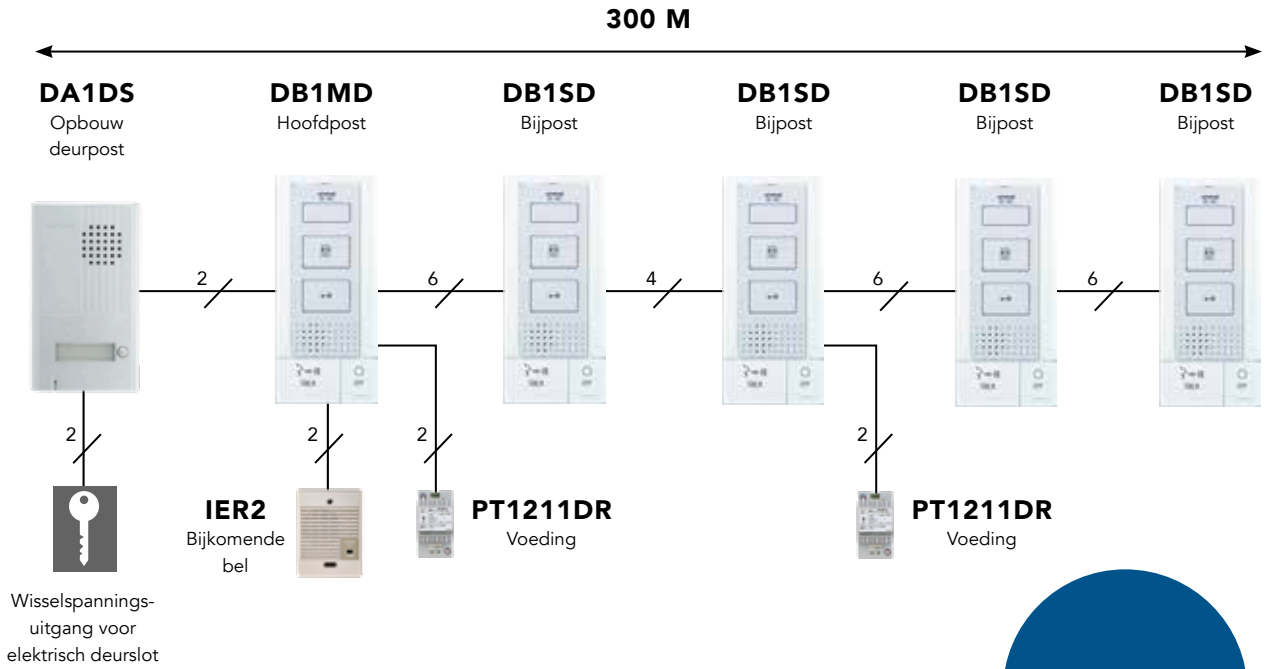 300 M
DA1DS
Opbouw
deurpost
DB1MD
Hoofdpost
DB1SD
Bijpost
DB1SD
Bijpost
DB1SD
Bijpost
DB1SD
Bijpost
2
6
4
6
6
2
2
2
2
IER2
Bijkomende
bel
PT1211DR
Voeding
PT1211DR
Voeding
Wisselspannings-
uitgang voor
elektrisch deurslot